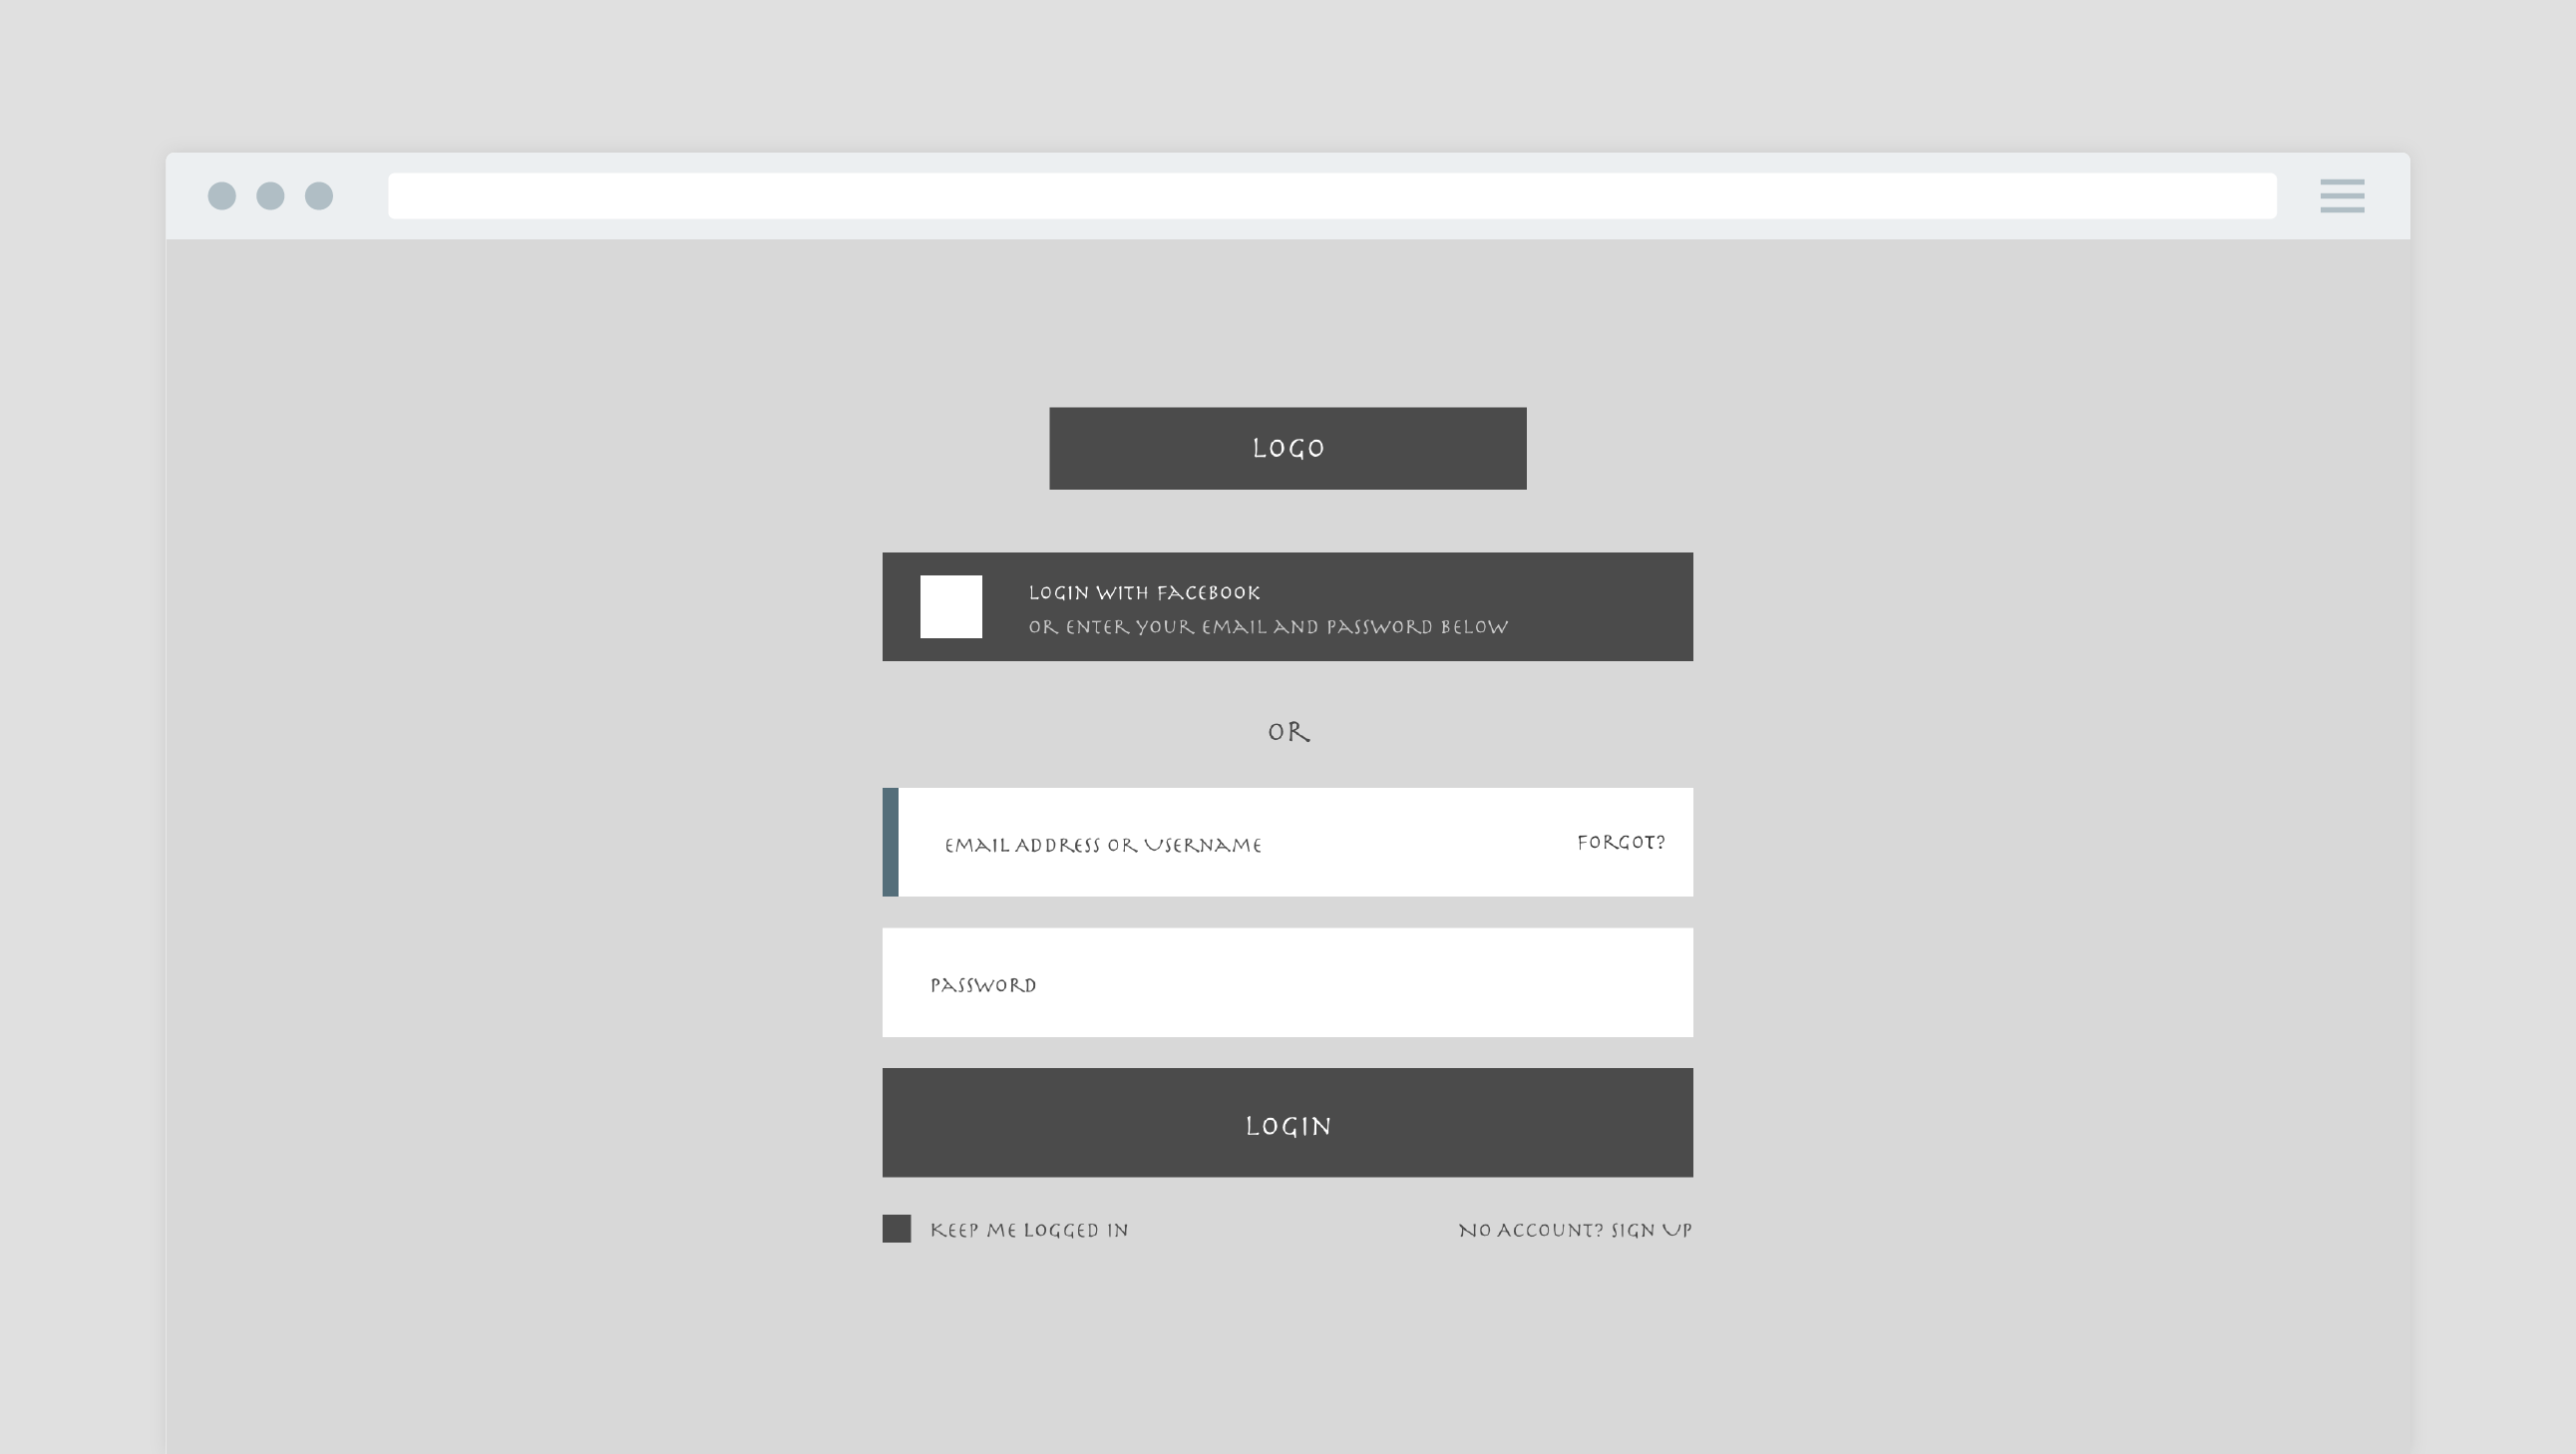 LOGO
LOGIN WITH FACEBOOK
OR ENTER YOUR EMAIL AND PASSWORD BELOW
OR
EMAIL ADDRESS OR USERNAME
FORGOT?
PASSWORD
LOGIN
KEEP ME LOGGED IN
NO ACCOUNT? SIGN UP